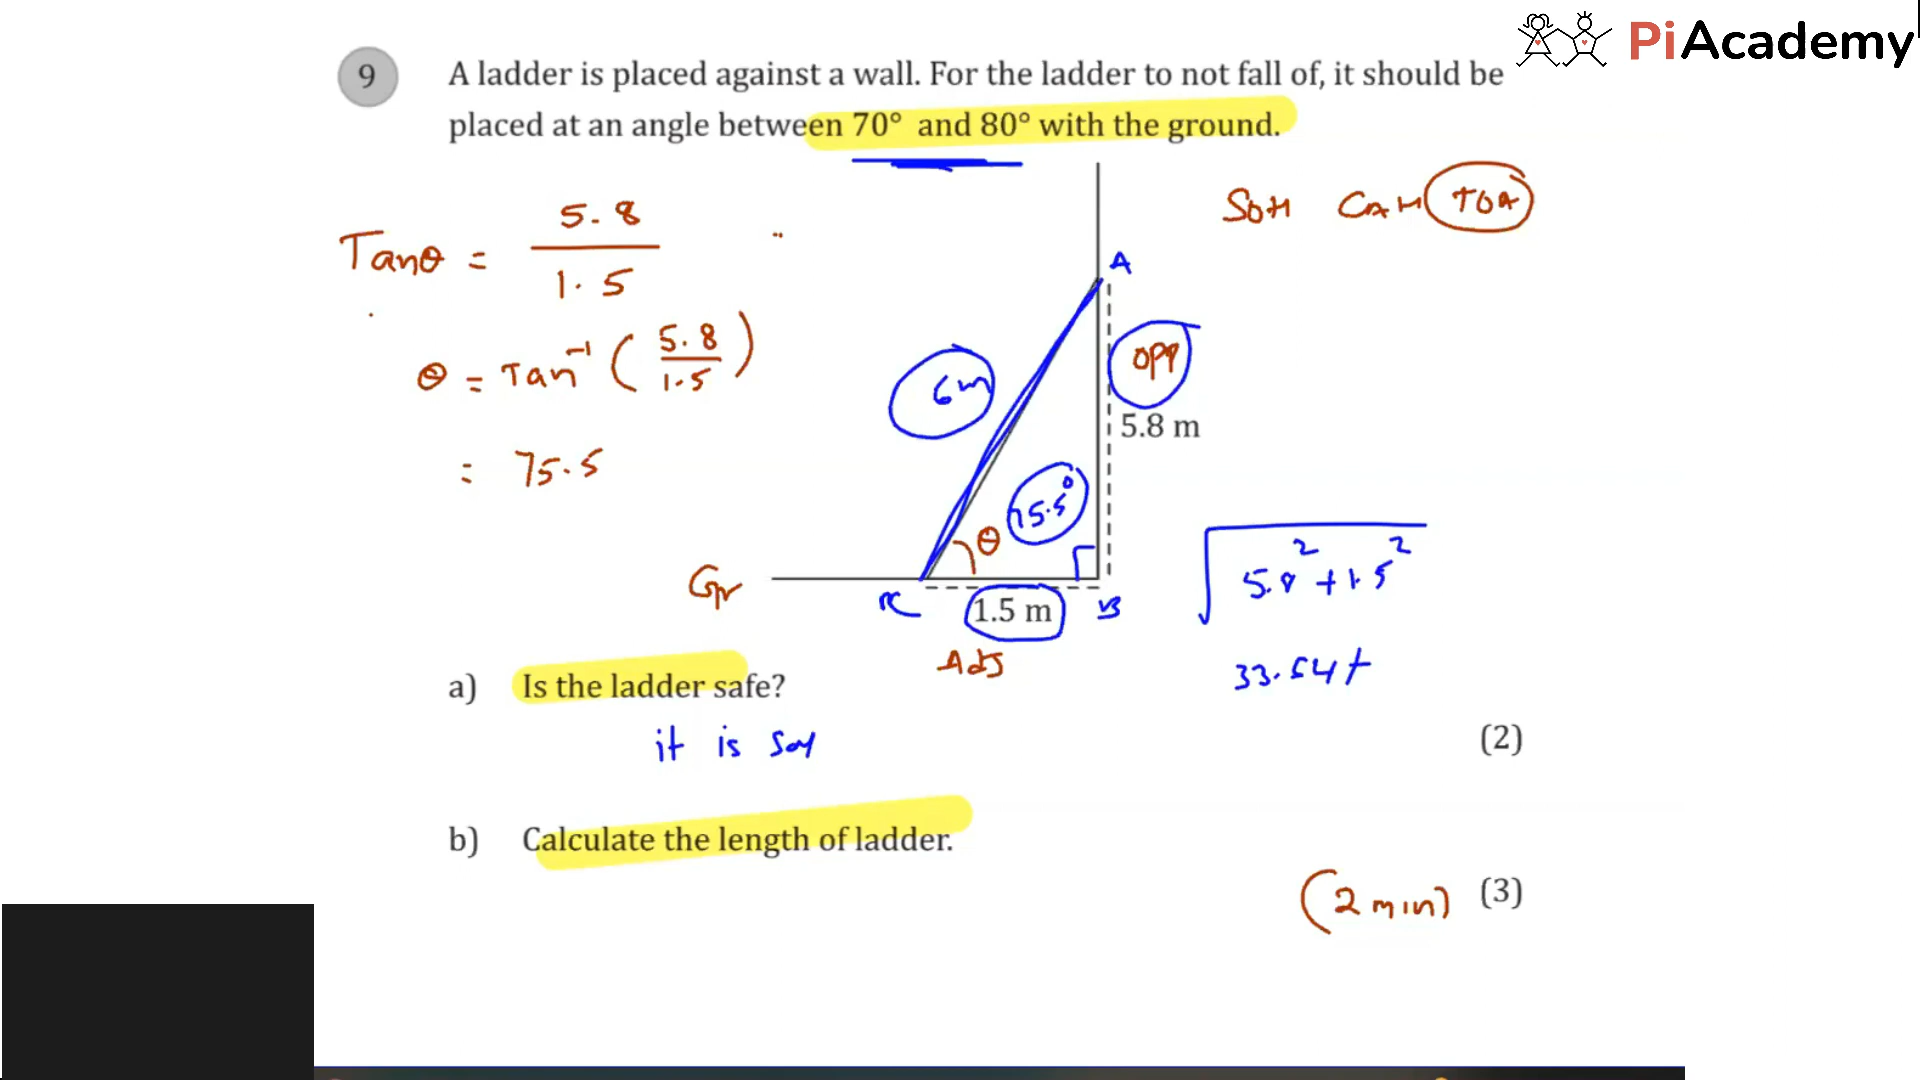 PiAcademy
9
A ladder is placed against a wall. For the ladder to not fall of, it should be
placed at an angle between 70° and 80° with the ground.
SOH CAH TOA
Tanθ = 5.8 / 1.5
θ = Tan⁻¹ (5.8 / 1.5)
= 75.5
A
6m
OPP
5.8 m
75.5°
θ
1.5 m
B
Adj
√5.8² + 1.5²
33.64+
a) Is the ladder safe?
it is
(2)
b) Calculate the length of ladder.
(2 min) (3)